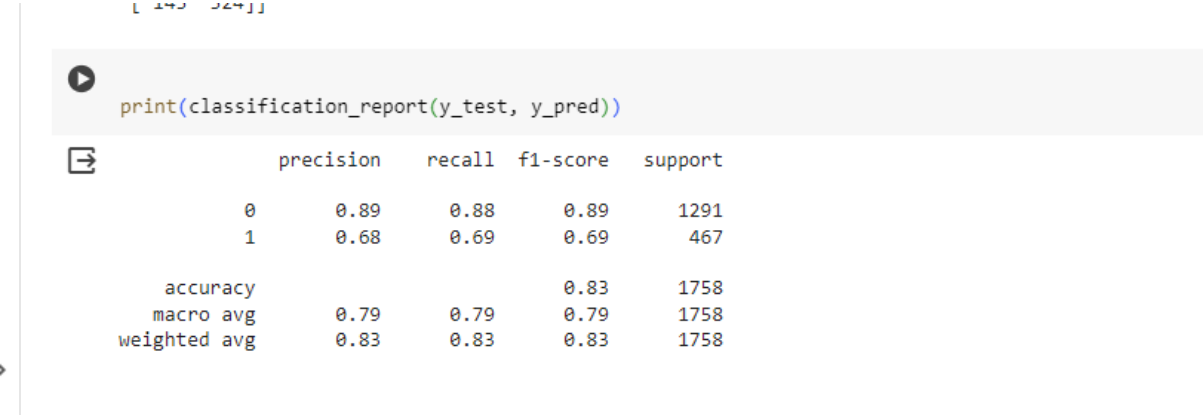 [ 143 324]]
print(classification_report(y_test, y_pred))
precision recall f1-score support
0 0.89 0.88 0.89 1291
1 0.68 0.69 0.69 467
accuracy 0.83 1758
macro avg 0.79 0.79 0.79 1758
weighted avg 0.83 0.83 0.83 1758